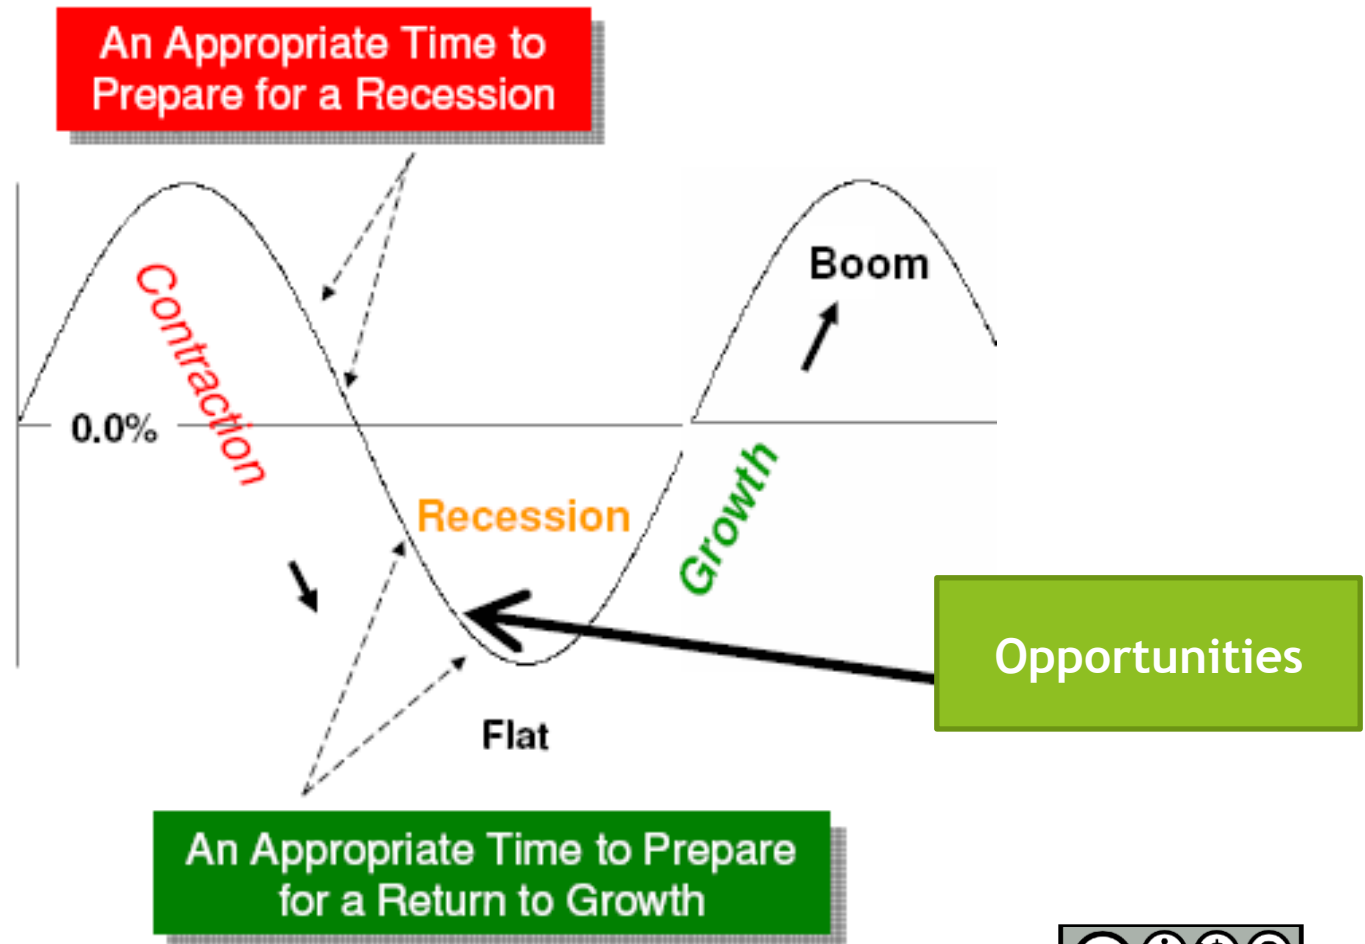 An Appropriate Time to
Prepare for a Recession
Boom
Contraction
0.0%
Recession
Growth
Opportunities
Flat
An Appropriate Time to Prepare
for a Return to Growth